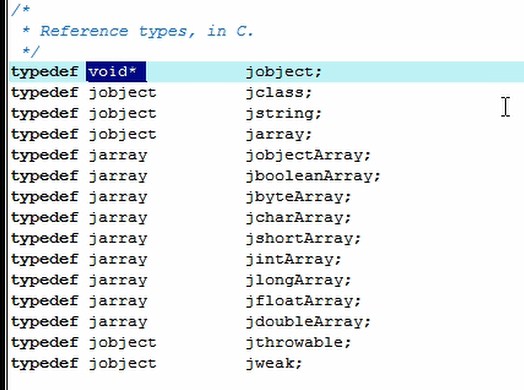 /*
 * Reference types, in C.
 */
typedef void*           jobject;
typedef jobject         jclass;
typedef jobject         jstring;
typedef jobject         jarray;
typedef jarray          jobjectArray;
typedef jarray          jbooleanArray;
typedef jarray          jbyteArray;
typedef jarray          jcharArray;
typedef jarray          jshortArray;
typedef jarray          jintArray;
typedef jarray          jlongArray;
typedef jarray          jfloatArray;
typedef jarray          jdoubleArray;
typedef jobject         jthrowable;
typedef jobject         jweak;